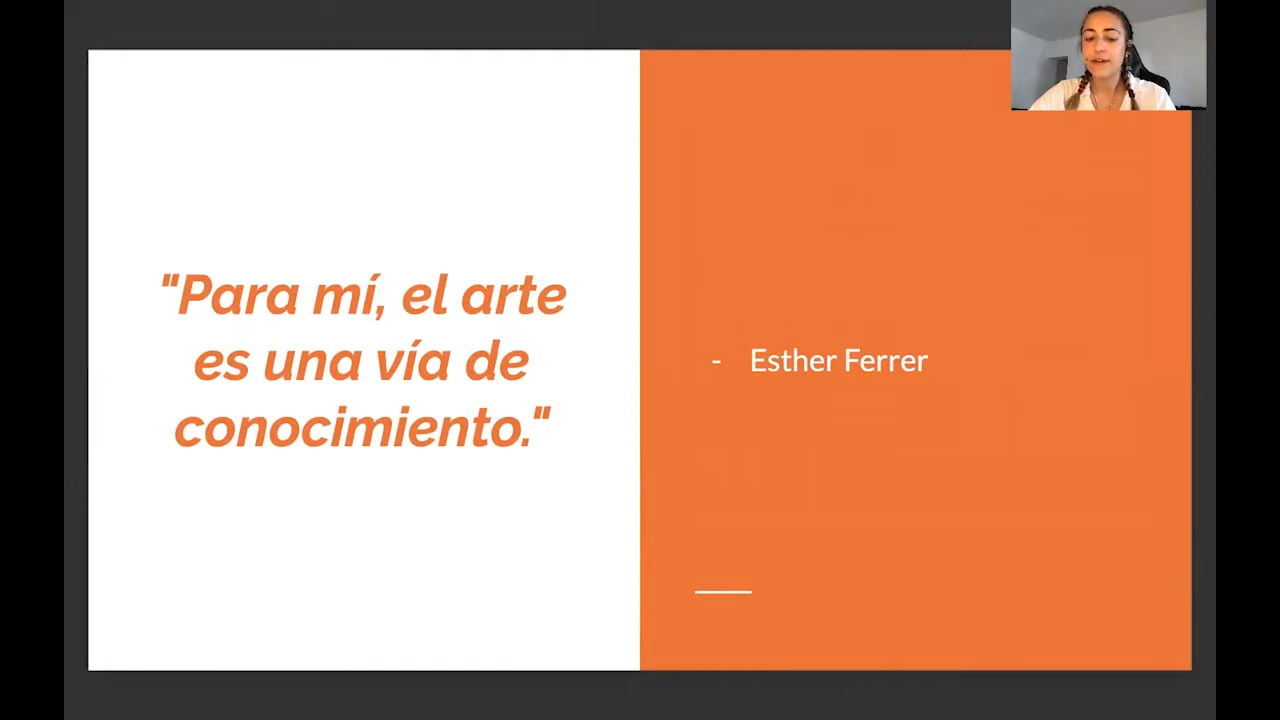 "Para mí, el arte
es una vía de
conocimiento."
- Esther Ferrer